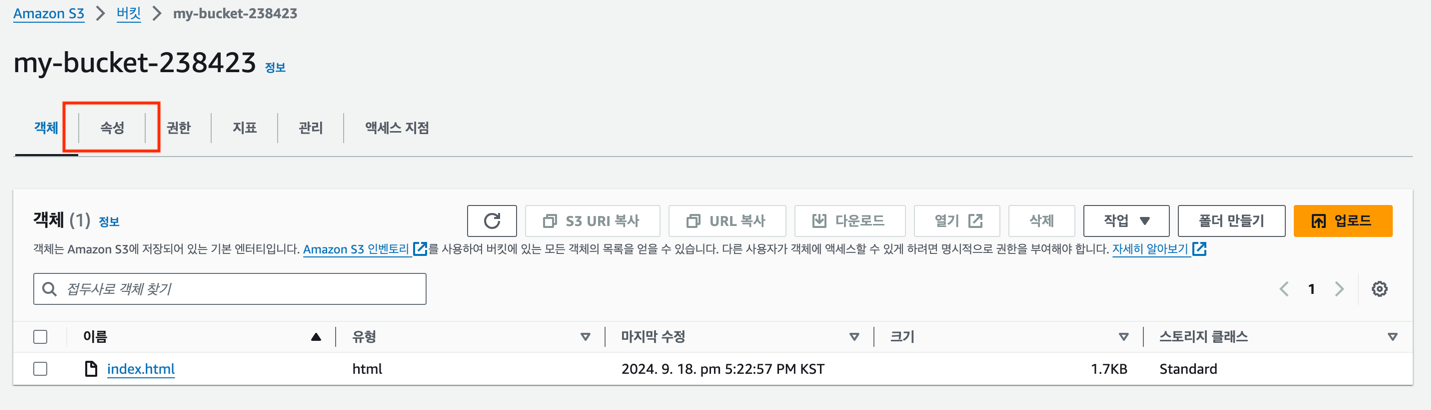 Amazon S3 > 버킷 > my-bucket-238423
my-bucket-238423 정보
객체 속성 권한 지표 관리 액세스 지점
객체 (1) 정보 S3 URI 복사 URL 복사 다운로드 열기 삭제 작업 폴더 만들기 업로드
객체는 Amazon S3에 저장되어 있는 기본 엔터티입니다. Amazon S3 인벤토리를 사용하여 버킷에 있는 모든 객체의 목록을 얻을 수 있습니다. 다른 사용자가 객체에 액세스할 수 있게 하려면 명시적으로 권한을 부여해야 합니다. 자세히 알아보기
접두사로 객체 찾기 1
이름 유형 마지막 수정 크기 스토리지 클래스
index.html html 2024. 9. 18. pm 5:22:57 PM KST 1.7KB Standard